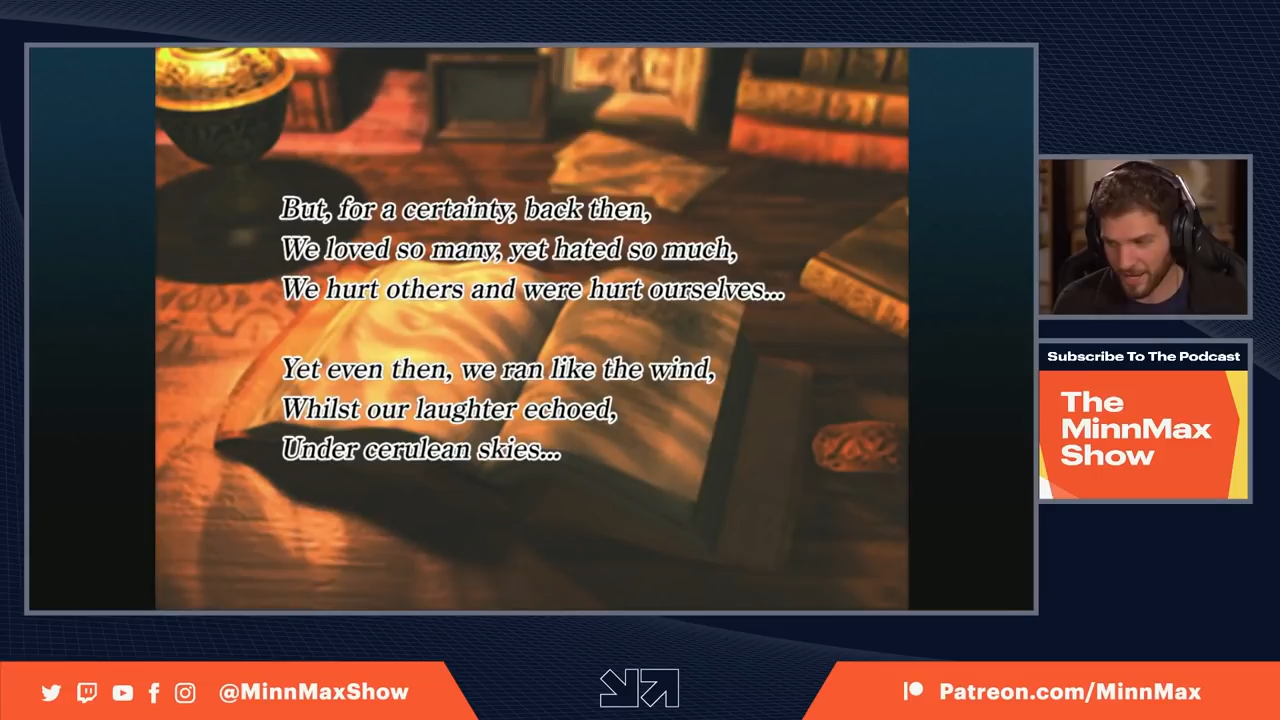 But, for a certainty, back then,
We loved so many, yet hated so much,
We hurt others and were hurt ourselves...
Yet even then, we ran like the wind,
Whilst our laughter echoed,
Under cerulean skies...
Subscribe To The Podcast
The
MinnMax
Show
@MinnMaxShow
Patreon.com/MinnMax